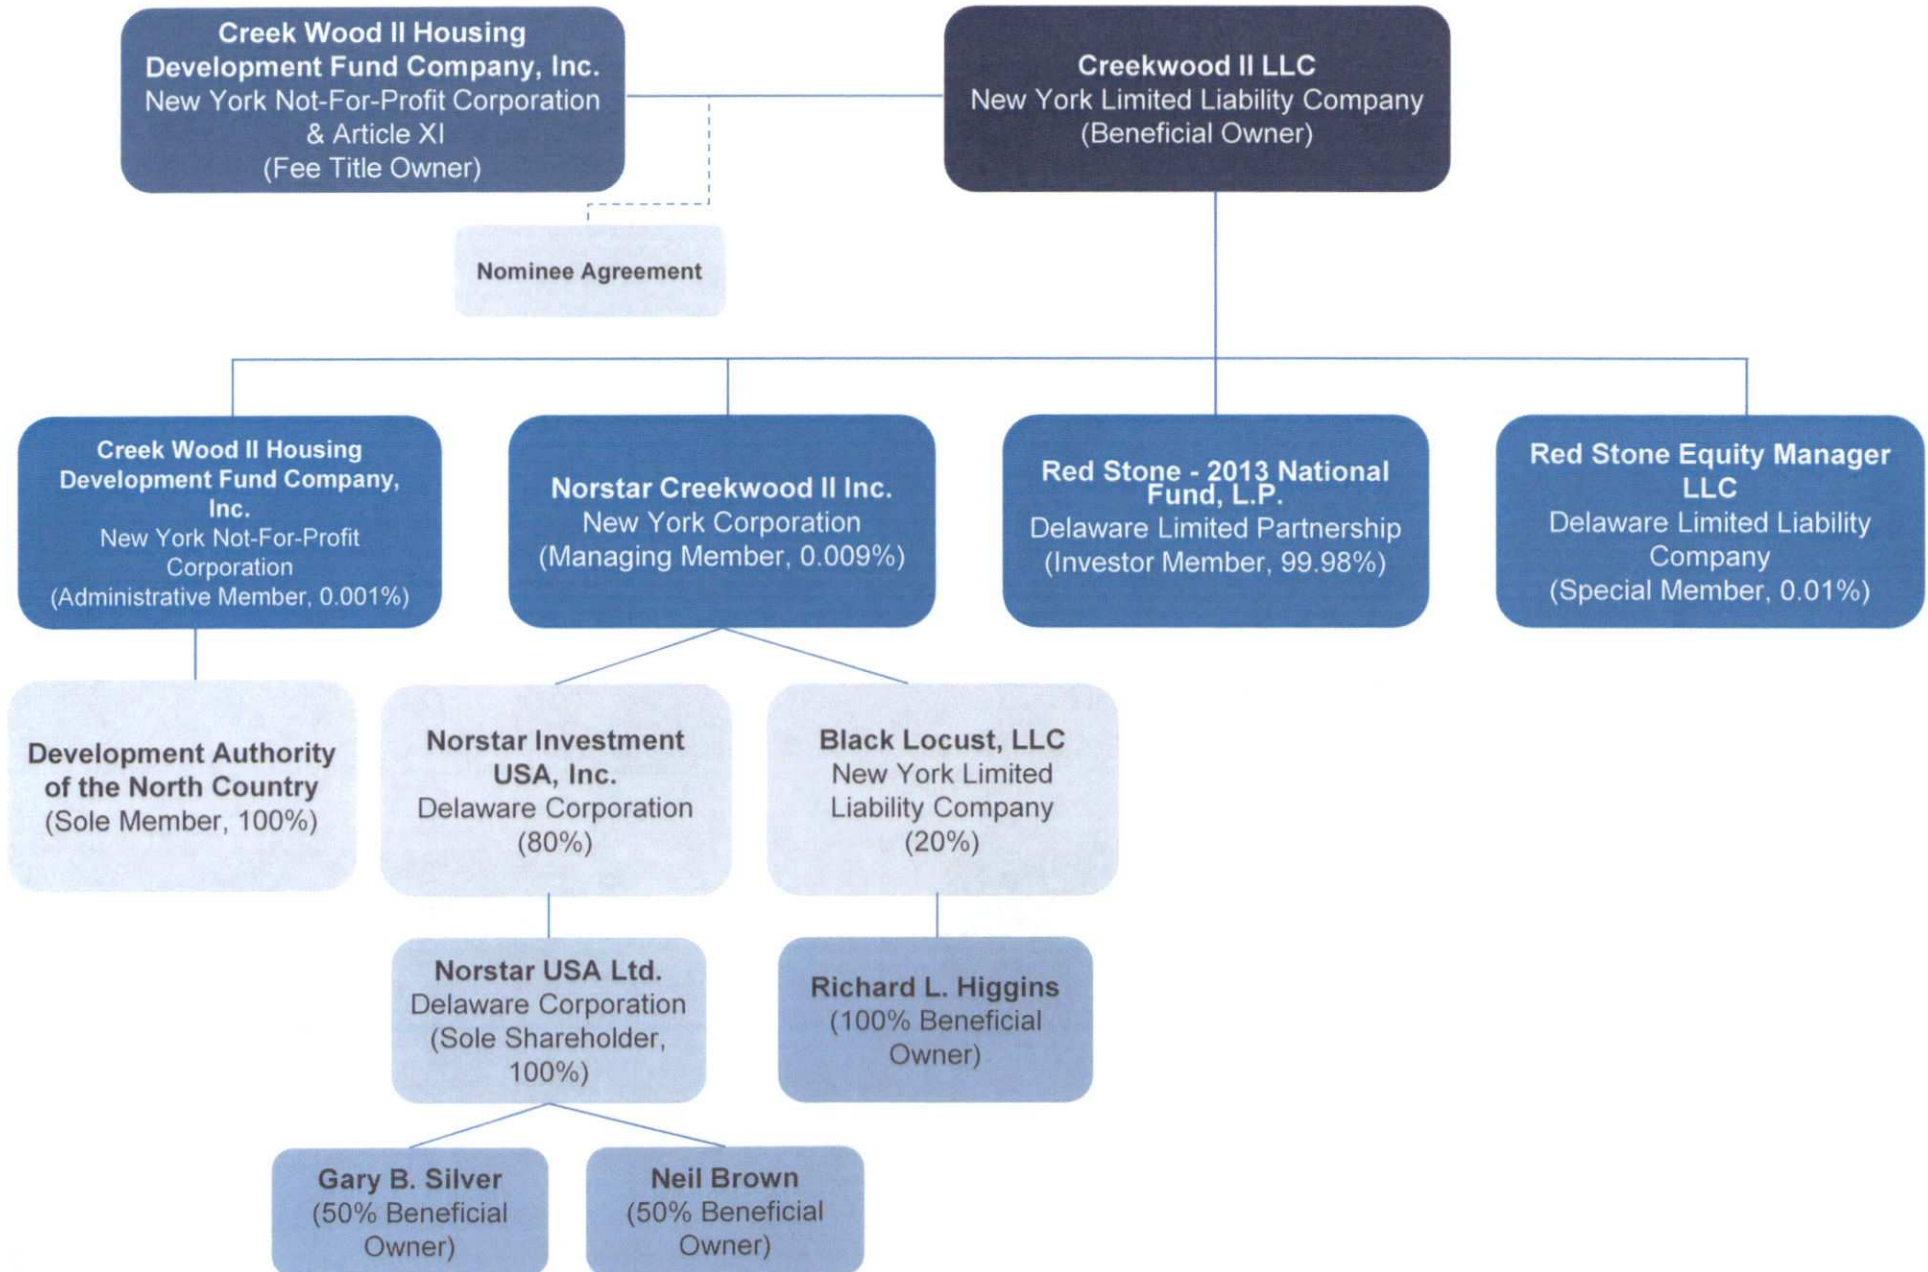 Creek Wood II Housing
Development Fund Company, Inc.
New York Not-For-Profit Corporation
& Article XI
(Fee Title Owner)
Creekwood II LLC
New York Limited Liability Company
(Beneficial Owner)
Nominee Agreement
Creek Wood II Housing
Development Fund Company,
Inc.
New York Not-For-Profit
Corporation
(Administrative Member, 0.001%)
Norstar Creekwood II Inc.
New York Corporation
(Managing Member, 0.009%)
Red Stone - 2013 National
Fund, L.P.
Delaware Limited Partnership
(Investor Member, 99.98%)
Red Stone Equity Manager
LLC
Delaware Limited Liability
Company
(Special Member, 0.01%)
Development Authority
of the North Country
(Sole Member, 100%)
Norstar Investment
USA, Inc.
Delaware Corporation
(80%)
Black Locust, LLC
New York Limited
Liability Company
(20%)
Norstar USA Ltd.
Delaware Corporation
(Sole Shareholder,
100%)
Richard L. Higgins
(100% Beneficial
Owner)
Gary B. Silver
(50% Beneficial
Owner)
Neil Brown
(50% Beneficial
Owner)